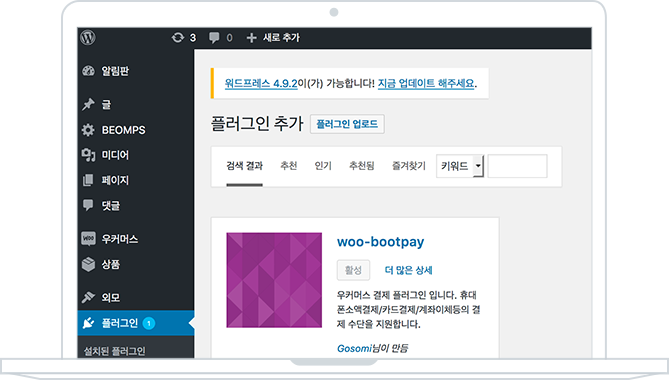 3 0 + 새로 추가
알림판
글
BEOMPS
미디어
페이지
댓글
woo 우커머스
상품
외모
플러그인 1
설치된 플러그인
워드프레스 4.9.2이(가) 가능합니다! 지금 업데이트 해주세요.
플러그인 추가 플러그인 업로드
검색 결과 추천 인기 추천됨 즐겨찾기 키워드
woo-bootpay
활성 더 많은 상세
우커머스 결제 플러그인 입니다. 휴대
폰소액결제/카드결제/계좌이체등의 결
제 수단을 지원합니다.
Gosomi님이 만듬